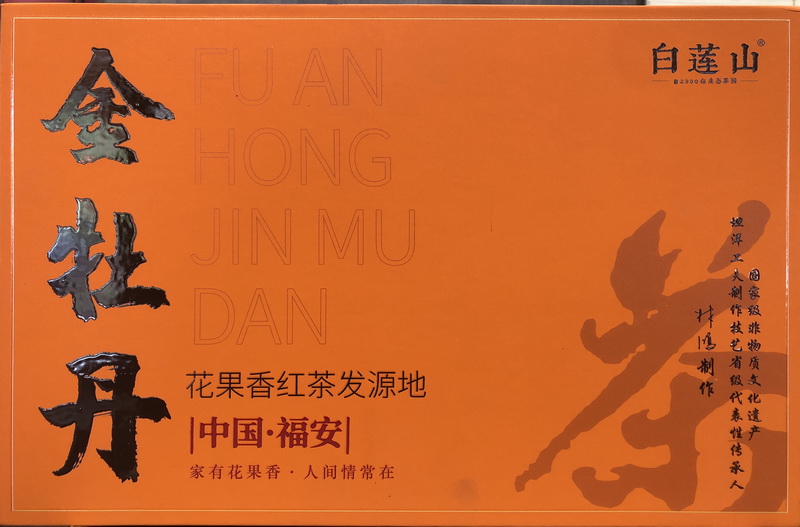 金牡丹
FU AN
HONG
JIN MU
DAN
花果香红茶发源地
中国·福安
家有花果香·人间情常在
白莲山®
国家级非物质文化遗产
坦洋工夫制作技艺省级代表性传承人
林鸿制作
茶